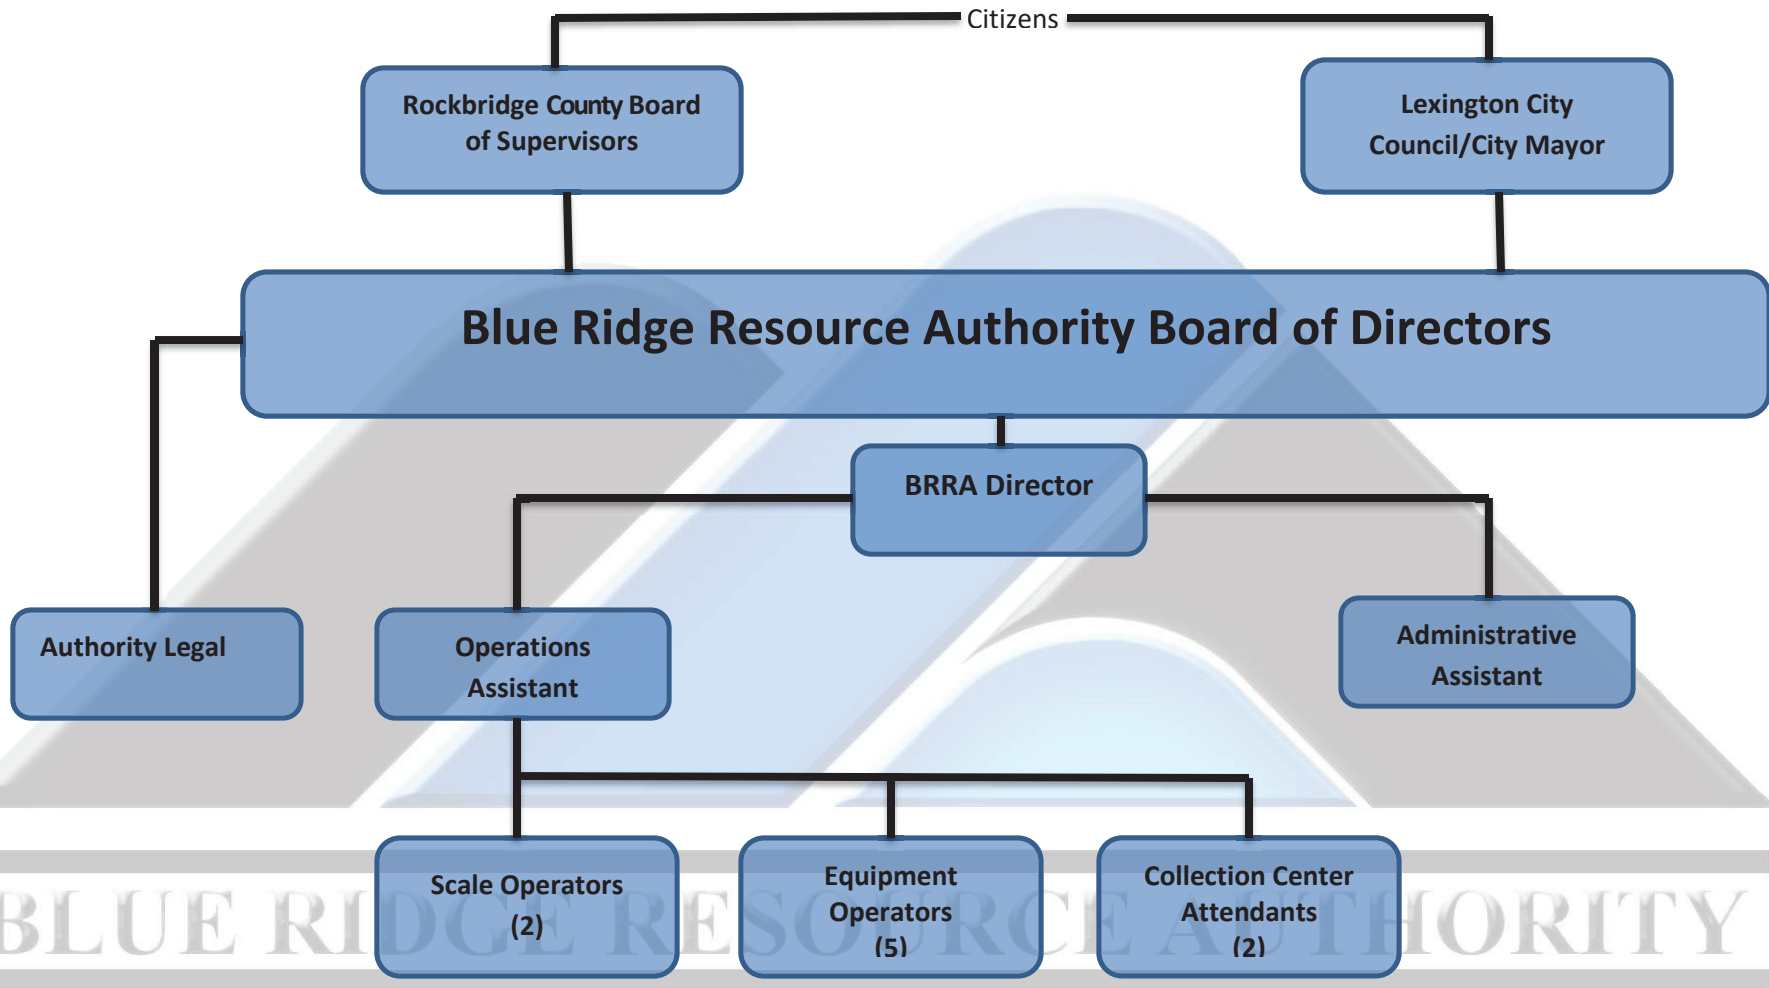 Citizens
Rockbridge County Board
of Supervisors
Lexington City
Council/City Mayor
Blue Ridge Resource Authority Board of Directors
BRRA Director
Authority Legal
Operations
Assistant
Administrative
Assistant
Scale Operators
(2)
Equipment
Operators
(5)
Collection Center
Attendants
(2)
BLUE RIDGE RESOURCE AUTHORITY